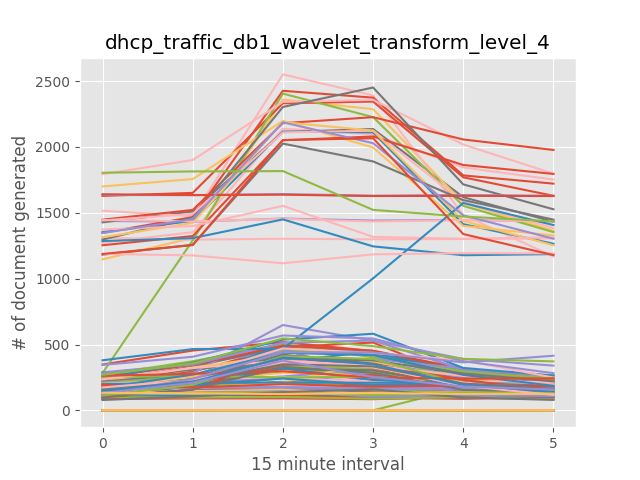 dhcp_traffic_db1_wavelet_transform_level_4
# of document generated
2500
2000
1500
1000
500
0
0 1 2 3 4 5
15 minute interval